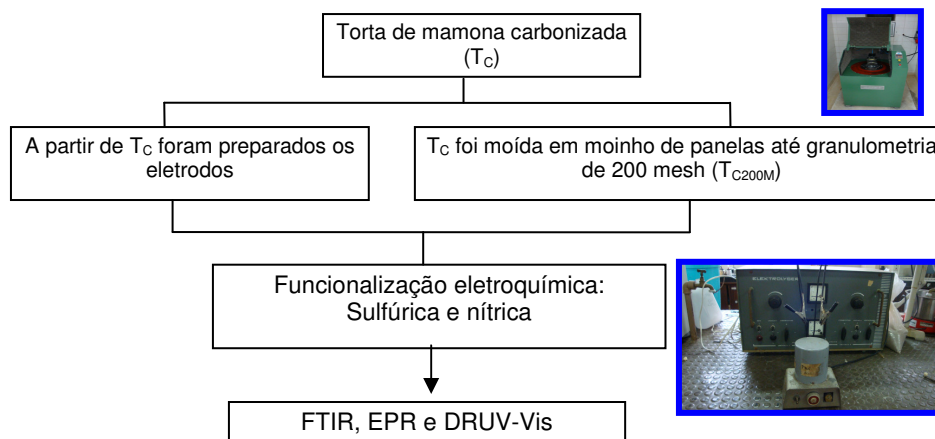 Torta de mamona carbonizada
(TC)
A partir de TC foram preparados os
eletrodos
TC foi moída em moinho de panelas até granulometria
de 200 mesh (TC200M)
Funcionalização eletroquímica:
Sulfúrica e nítrica
ELEKTROLYSER
FTIR, EPR e DRUV-Vis